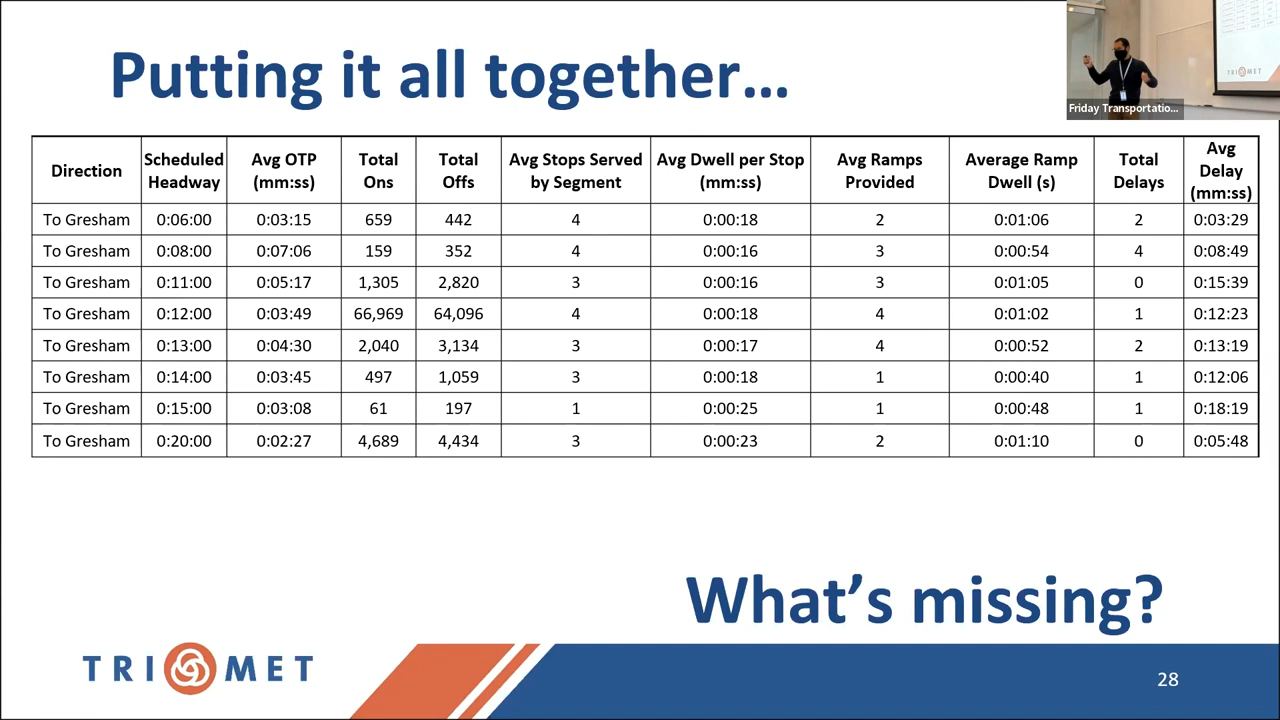 Putting it all together…
TRI MET
Friday Transportatio...
Direction Scheduled Headway Avg OTP (mm:ss) Total Ons Total Offs Avg Stops Served by Segment Avg Dwell per Stop (mm:ss) Avg Ramps Provided Average Ramp Dwell (s) Total Delays Avg Delay (mm:ss)
To Gresham 0:06:00 0:03:15 659 442 4 0:00:18 2 0:01:06 2 0:03:29
To Gresham 0:08:00 0:07:06 159 352 4 0:00:16 3 0:00:54 4 0:08:49
To Gresham 0:11:00 0:05:17 1,305 2,820 3 0:00:16 3 0:01:05 0 0:15:39
To Gresham 0:12:00 0:03:49 66,969 64,096 4 0:00:18 4 0:01:02 1 0:12:23
To Gresham 0:13:00 0:04:30 2,040 3,134 3 0:00:17 4 0:00:52 2 0:13:19
To Gresham 0:14:00 0:03:45 497 1,059 3 0:00:18 1 0:00:40 1 0:12:06
To Gresham 0:15:00 0:03:08 61 197 1 0:00:25 1 0:00:48 1 0:18:19
To Gresham 0:20:00 0:02:27 4,689 4,434 3 0:00:23 2 0:01:10 0 0:05:48
What's missing?
TRI MET
28